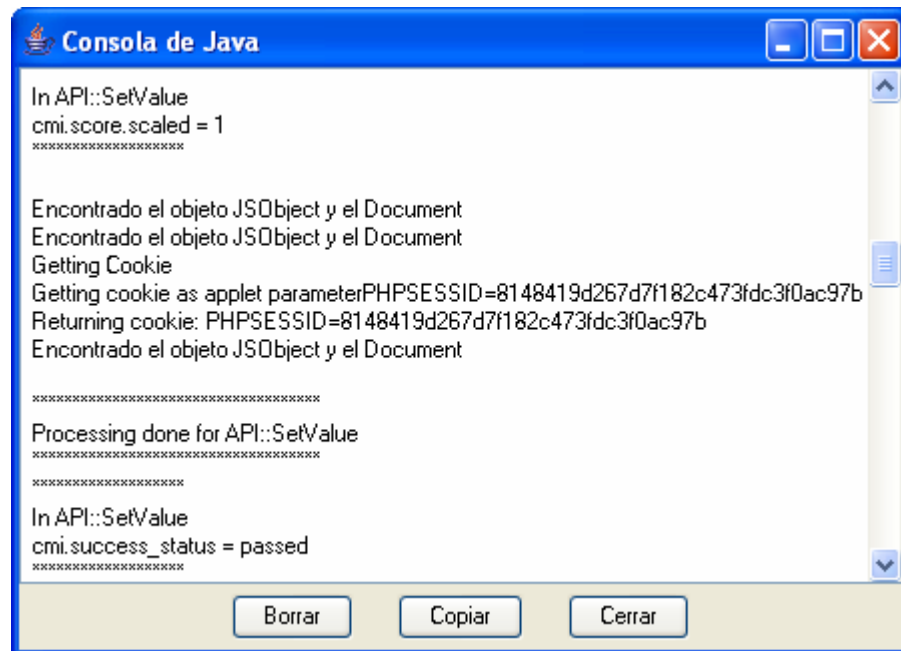 Consola de Java
In API::SetValue
cmi.score.scaled = 1
*******************
Encontrado el objeto JSObject y el Document
Encontrado el objeto JSObject y el Document
Getting Cookie
Getting cookie as applet parameterPHPSESSID=8148419d267d7f182c473fdc3f0ac97b
Returning cookie: PHPSESSID=8148419d267d7f182c473fdc3f0ac97b
Encontrado el objeto JSObject y el Document
************************************
Processing done for API::SetValue
************************************
*******************
In API::SetValue
cmi.success_status = passed
*******************
Borrar Copiar Cerrar